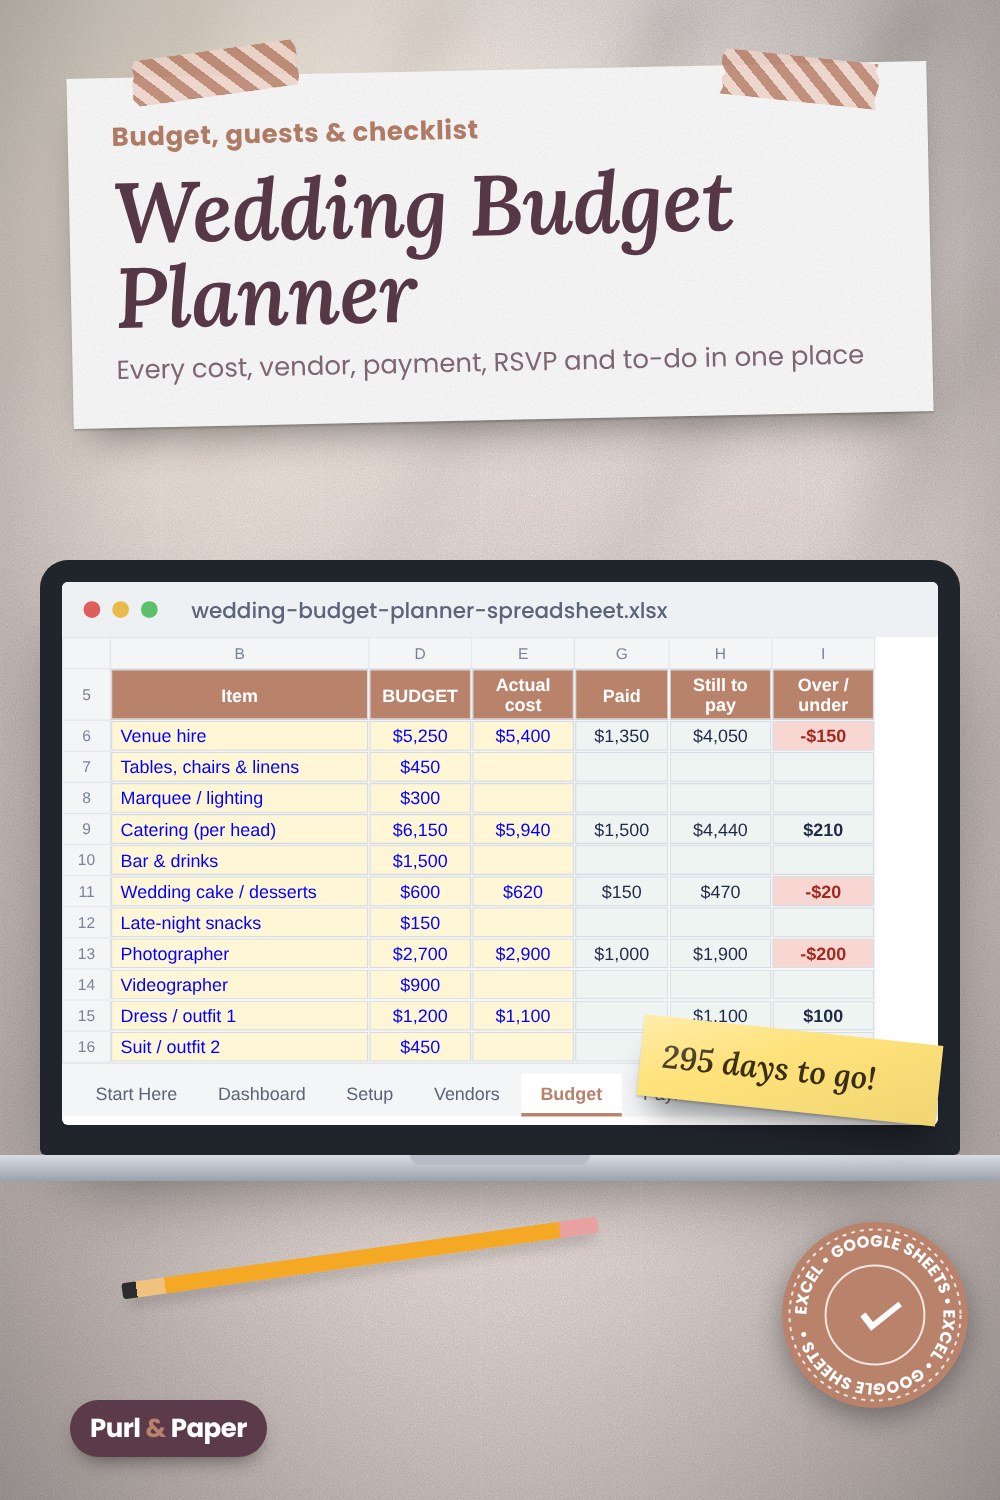 Budget, guests & checklist
Wedding Budget
Planner
Every cost, vendor, payment, RSVP and to-do in one place
wedding-budget-planner-spreadsheet.xlsx
B D E G H I
5 Item BUDGET Actual cost Paid Still to pay Over / under
6 Venue hire $5,250 $5,400 $1,350 $4,050 -$150
7 Tables, chairs & linens $450
8 Marquee / lighting $300
9 Catering (per head) $6,150 $5,940 $1,500 $4,440 $210
10 Bar & drinks $1,500
11 Wedding cake / desserts $600 $620 $150 $470 -$20
12 Late-night snacks $150
13 Photographer $2,700 $2,900 $1,000 $1,900 -$200
14 Videographer $900
15 Dress / outfit 1 $1,200 $1,100 $1,100 $100
16 Suit / outfit 2 $450
295 days to go!
Start Here Dashboard Setup Vendors Budget
EXCEL • GOOGLE SHEETS • EXCEL • GOOGLE SHEETS •
Purl & Paper